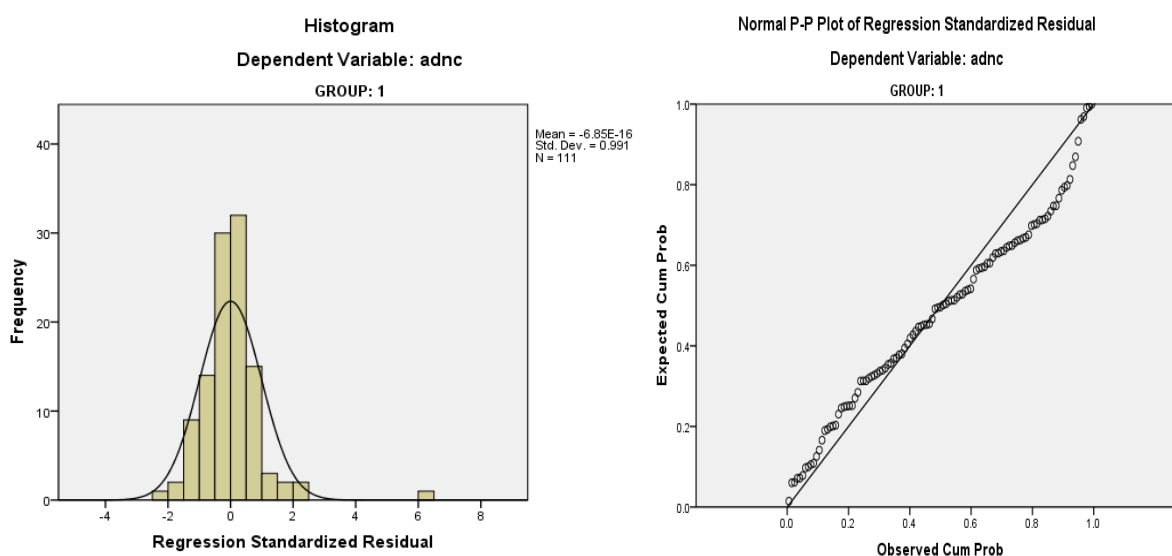 Histogram
Dependent Variable: adnc
GROUP: 1
Mean = -6.85E-16
Std. Dev. = 0.991
N = 111
40
30
20
10
0
Frequency
-4 -2 0 2 4 6 8
Regression Standardized Residual
Normal P-P Plot of Regression Standardized Residual
Dependent Variable: adnc
GROUP: 1
1.0
0.8
0.6
0.4
0.2
0.0
Expected Cum Prob
0.0 0.2 0.4 0.6 0.8 1.0
Observed Cum Prob